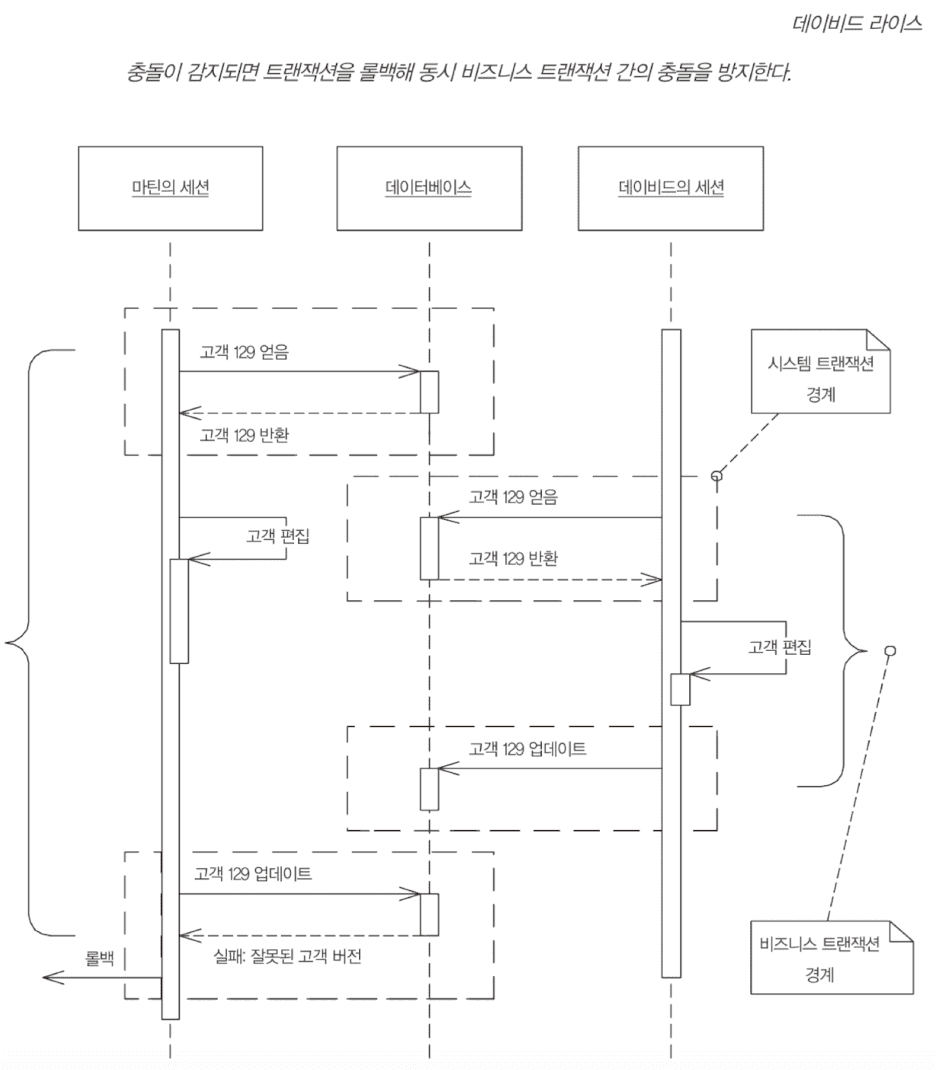 데이비드 라이스
충돌이 감지되면 트랜잭션을 롤백해 동시 비즈니스 트랜잭션 간의 충돌을 방지한다.
마틴의 세션
데이터베이스
데이비드의 세션
고객 129 얻음
고객 129 반환
시스템 트랜잭션
경계
고객 129 얻음
고객 편집
고객 129 반환
고객 편집
고객 129 업데이트
고객 129 업데이트
실패: 잘못된 고객 버전
롤백
비즈니스 트랜잭션
경계